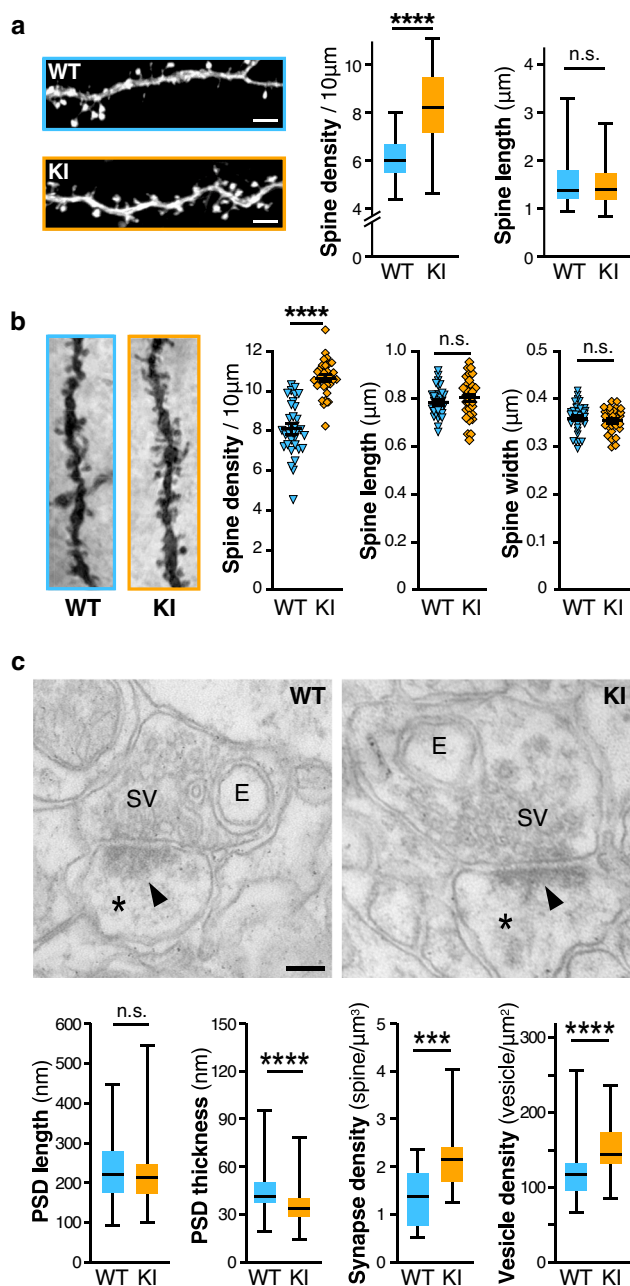 a
WT
KI
Spine density / 10μm
10
8
6
4
0
****
WT KI
Spine length (μm)
4
3
2
1
0
n.s.
WT KI
b
WT KI
Spine density / 10μm
12
10
8
6
4
2
0
****
WT KI
Spine length (μm)
1.0
0.8
0.6
0.4
0.2
0
n.s.
WT KI
Spine width (μm)
0.5
0.4
0.3
0.2
0.1
0
n.s.
WT KI
c
WT
SV
E
*
KI
E
SV
*
PSD length (nm)
600
500
400
300
200
100
0
n.s.
WT KI
PSD thickness (nm)
150
120
90
60
30
0
****
WT KI
Synapse density (spine/μm³)
5
4
3
2
1
0
***
WT KI
Vesicle density (vesicle/μm²)
300
200
150
100
50
0
****
WT KI